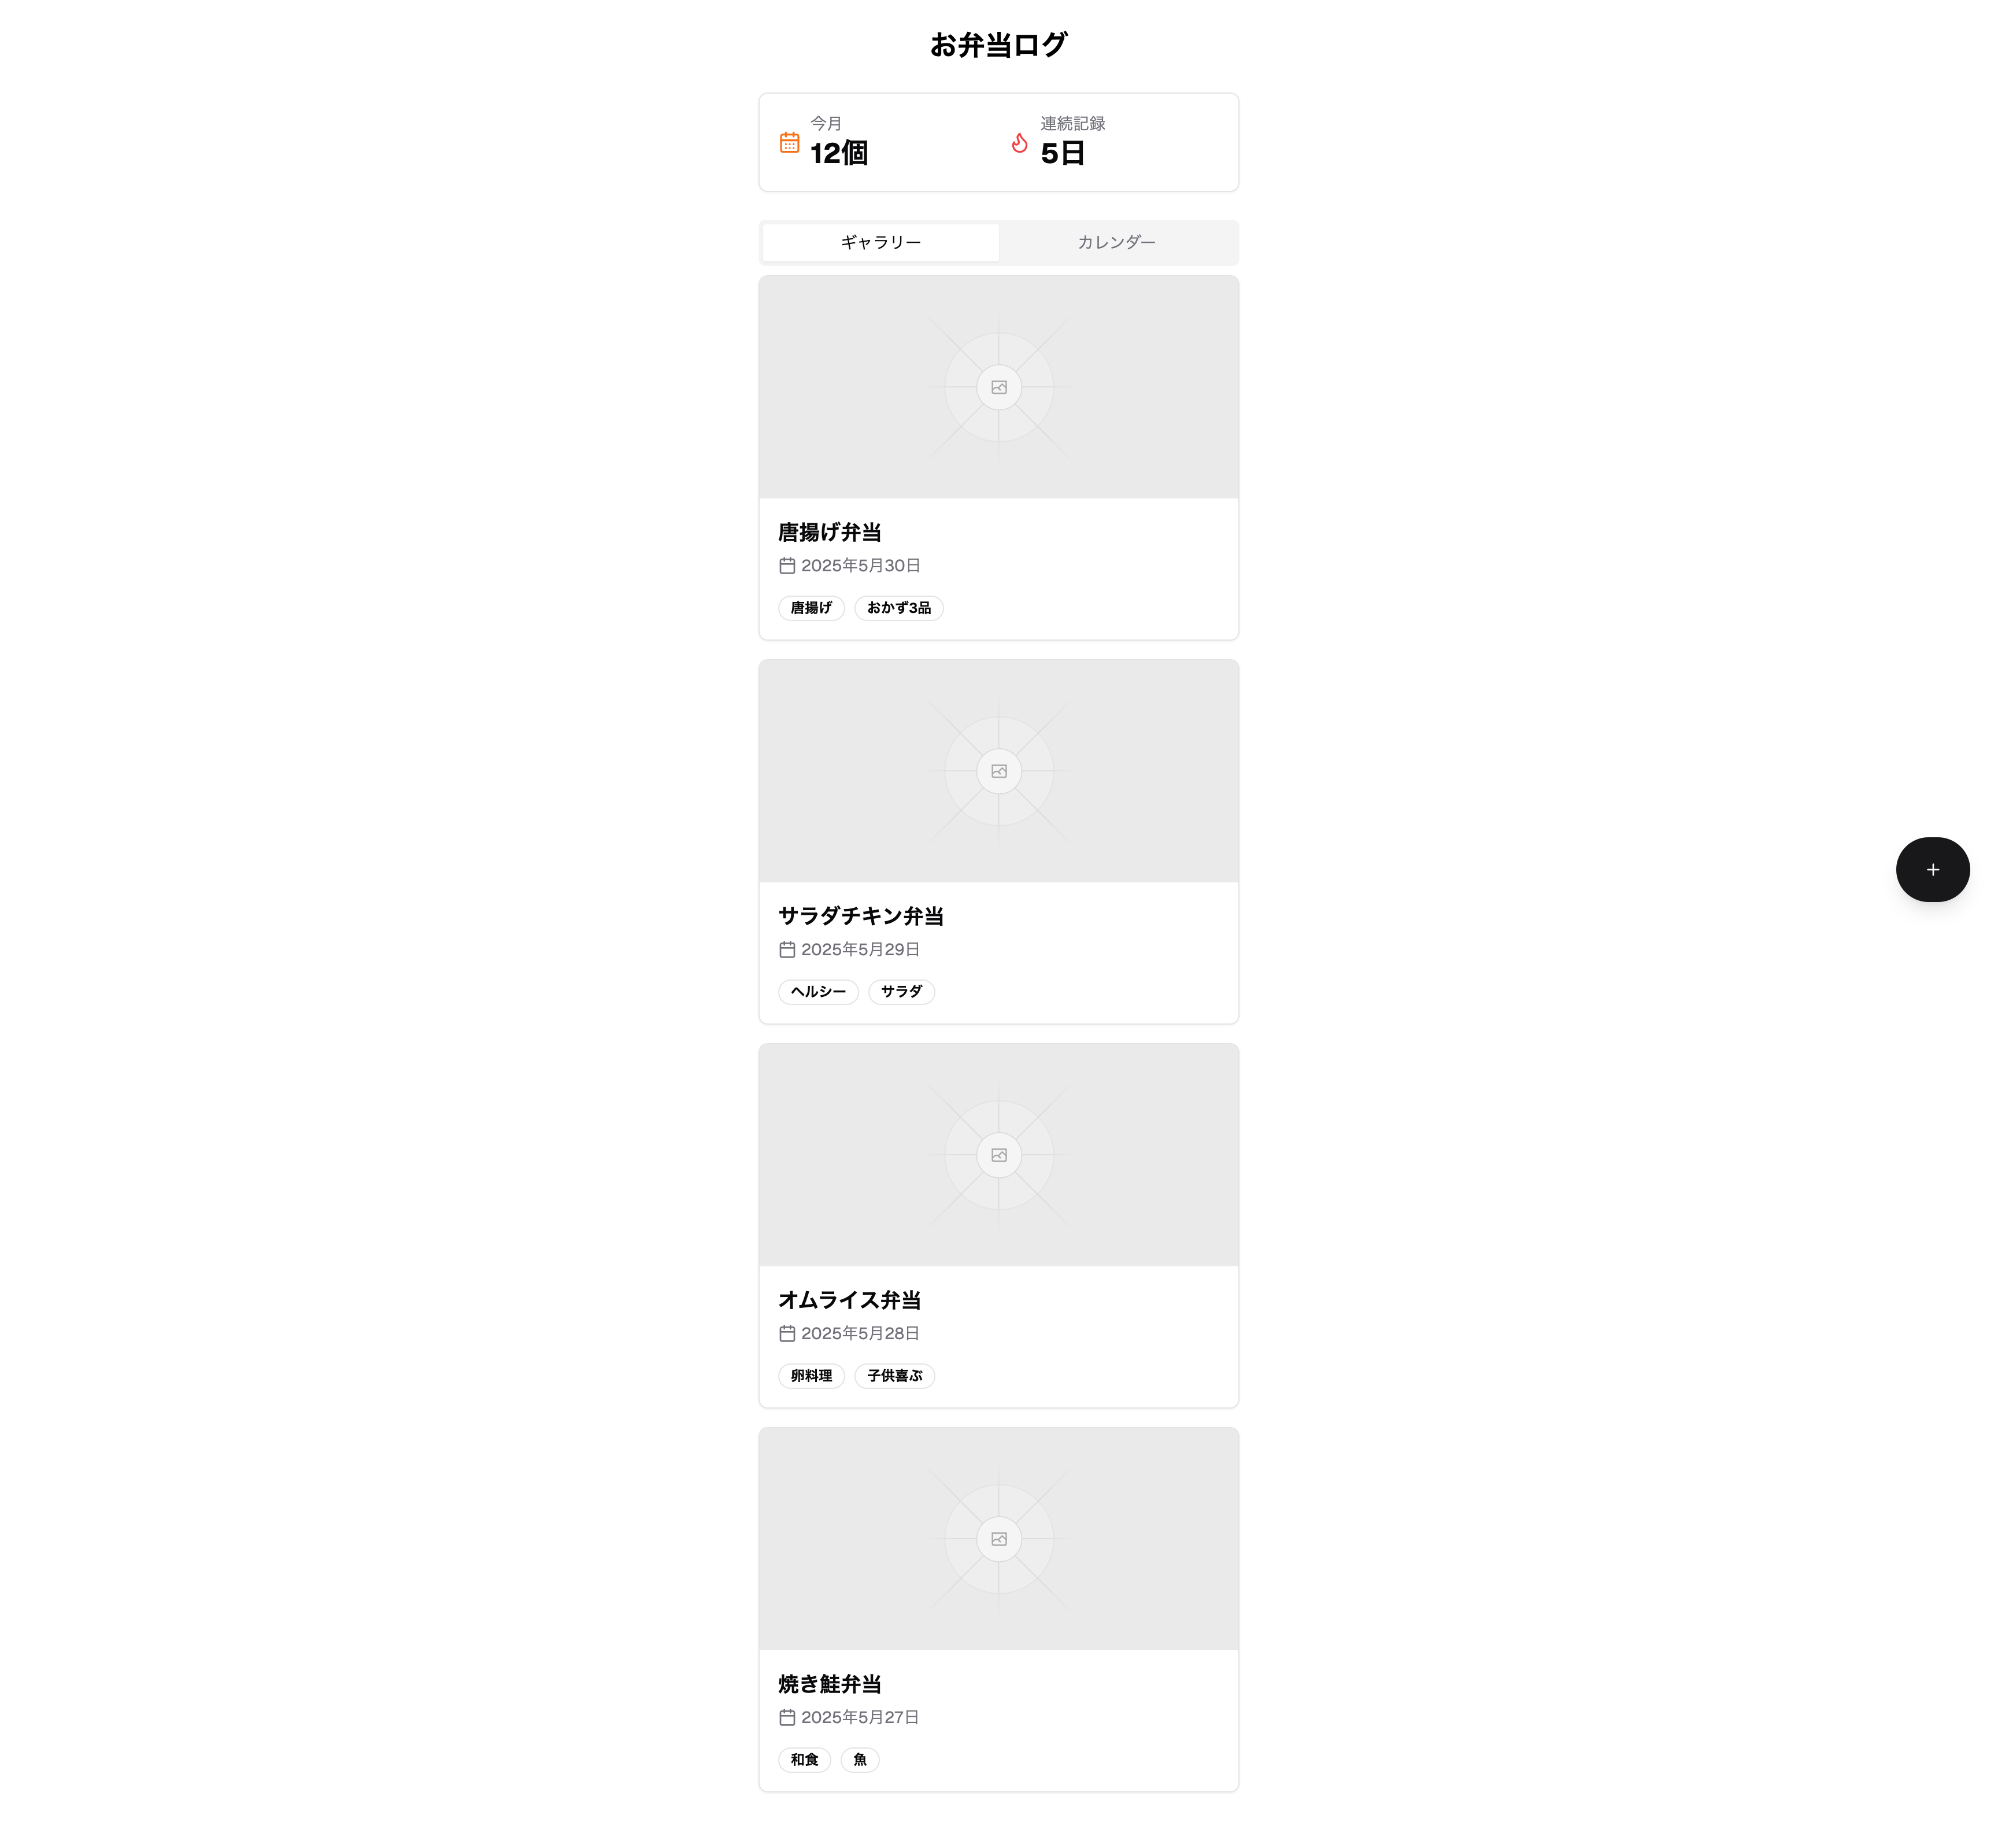 お弁当ログ
今月
12個
連続記録
5日
ギャラリー
カレンダー
唐揚げ弁当
2025年5月30日
唐揚げ
おかず3品
サラダチキン弁当
2025年5月29日
ヘルシー
サラダ
オムライス弁当
2025年5月28日
卵料理
子供喜ぶ
焼き鮭弁当
2025年5月27日
和食
魚